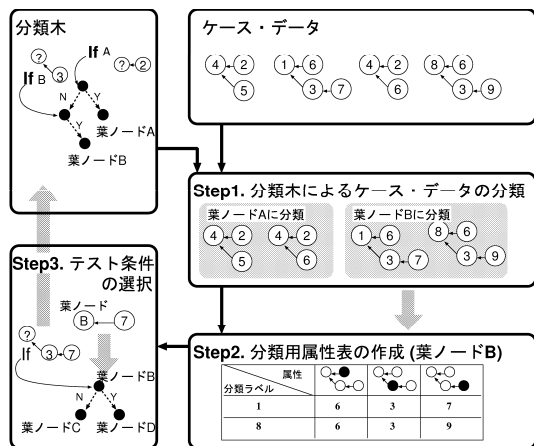 分類木
If A
? 2
?
If B
3
N Y
葉ノードA
Y
葉ノードB
ケース・データ
4 2 5
1 6 3 7
4 2 6
8 6 3 9
Step1. 分類木によるケース・データの分類
葉ノードAに分類
4 2 5
4 2 6
葉ノードBに分類
1 6 3 7
8 6 3 9
Step2. 分類用属性表の作成 (葉ノードB)
属性
分類ラベル
1 6 3 7
8 6 3 9
Step3. テスト条件
の選択
葉ノード
B 7
?
If
3 7
葉ノードB
N Y
葉ノードC 葉ノードD